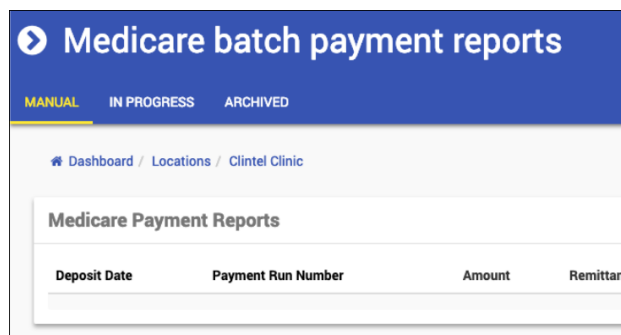 Medicare batch payment reports
MANUAL IN PROGRESS ARCHIVED
Dashboard / Locations / Clintel Clinic
Medicare Payment Reports
Deposit Date Payment Run Number Amount Remittan